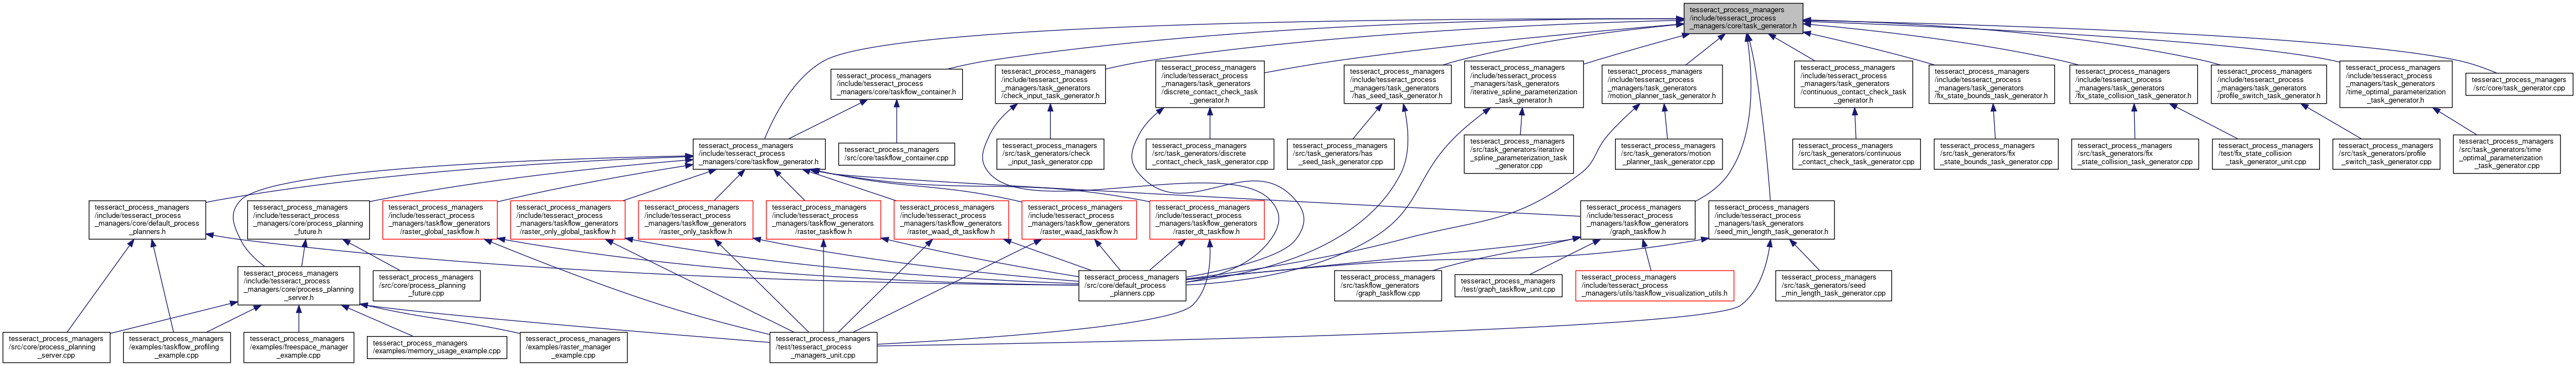 tesseract_process_managers
/include/tesseract_process
_managers/core/task_generator.h
tesseract_process_managers
/include/tesseract_process
_managers/core/taskflow_container.h
tesseract_process_managers
/include/tesseract_process
_managers/task_generators
/check_input_task_generator.h
tesseract_process_managers
/include/tesseract_process
_managers/task_generators
/discrete_contact_check_task
_generator.h
tesseract_process_managers
/include/tesseract_process
_managers/task_generators
/has_seed_task_generator.h
tesseract_process_managers
/include/tesseract_process
_managers/task_generators
/iterative_spline_parameterization
_task_generator.h
tesseract_process_managers
/include/tesseract_process
_managers/task_generators
/motion_planner_task_generator.h
tesseract_process_managers
/include/tesseract_process
_managers/task_generators
/continuous_contact_check_task
_generator.h
tesseract_process_managers
/include/tesseract_process
_managers/task_generators
/fix_state_bounds_task_generator.h
tesseract_process_managers
/include/tesseract_process
_managers/task_generators
/fix_state_collision_task_generator.h
tesseract_process_managers
/include/tesseract_process
_managers/task_generators
/profile_switch_task_generator.h
tesseract_process_managers
/include/tesseract_process
_managers/task_generators
/time_optimal_parameterization
_task_generator.h
tesseract_process_managers
/src/core/task_generator.cpp
tesseract_process_managers
/include/tesseract_process
_managers/core/taskflow_generator.h
tesseract_process_managers
/src/core/taskflow_container.cpp
tesseract_process_managers
/src/task_generators/check
_input_task_generator.cpp
tesseract_process_managers
/src/task_generators/discrete
_contact_check_task_generator.cpp
tesseract_process_managers
/src/task_generators/has
_seed_task_generator.cpp
tesseract_process_managers
/src/task_generators/iterative
_spline_parameterization_task
_generator.cpp
tesseract_process_managers
/src/task_generators/motion
_planner_task_generator.cpp
tesseract_process_managers
/src/task_generators/continuous
_contact_check_task_generator.cpp
tesseract_process_managers
/src/task_generators/fix
_state_bounds_task_generator.cpp
tesseract_process_managers
/src/task_generators/fix
_state_collision_task_generator.cpp
tesseract_process_managers
/test/fix_state_collision
_task_generator_unit.cpp
tesseract_process_managers
/src/task_generators/profile
_switch_task_generator.cpp
tesseract_process_managers
/src/task_generators/time
_optimal_parameterization
_task_generator.cpp
tesseract_process_managers
/include/tesseract_process
_managers/core/default_process
_planners.h
tesseract_process_managers
/include/tesseract_process
_managers/core/process_planning
_future.h
tesseract_process_managers
/include/tesseract_process
_managers/taskflow_generators
/raster_global_taskflow.h
tesseract_process_managers
/include/tesseract_process
_managers/taskflow_generators
/raster_only_global_taskflow.h
tesseract_process_managers
/include/tesseract_process
_managers/taskflow_generators
/raster_only_taskflow.h
tesseract_process_managers
/include/tesseract_process
_managers/taskflow_generators
/raster_taskflow.h
tesseract_process_managers
/include/tesseract_process
_managers/taskflow_generators
/raster_waad_dt_taskflow.h
tesseract_process_managers
/include/tesseract_process
_managers/taskflow_generators
/raster_waad_taskflow.h
tesseract_process_managers
/include/tesseract_process
_managers/taskflow_generators
/raster_dt_taskflow.h
tesseract_process_managers
/include/tesseract_process
_managers/taskflow_generators
/graph_taskflow.h
tesseract_process_managers
/include/tesseract_process
_managers/task_generators
/seed_min_length_task_generator.h
tesseract_process_managers
/include/tesseract_process
_managers/core/process_planning
_server.h
tesseract_process_managers
/src/core/process_planning
_future.cpp
tesseract_process_managers
/src/core/default_process
_planners.cpp
tesseract_process_managers
/src/taskflow_generators
/graph_taskflow.cpp
tesseract_process_managers
/test/graph_taskflow_unit.cpp
tesseract_process_managers
/include/tesseract_process
_managers/utils/taskflow_visualization_utils.h
tesseract_process_managers
/src/task_generators/seed
_min_length_task_generator.cpp
tesseract_process_managers
/src/core/process_planning
_server.cpp
tesseract_process_managers
/examples/taskflow_profiling
_example.cpp
tesseract_process_managers
/examples/freespace_manager
_example.cpp
tesseract_process_managers
/examples/memory_usage_example.cpp
tesseract_process_managers
/examples/raster_manager
_example.cpp
tesseract_process_managers
/test/tesseract_process
_managers_unit.cpp